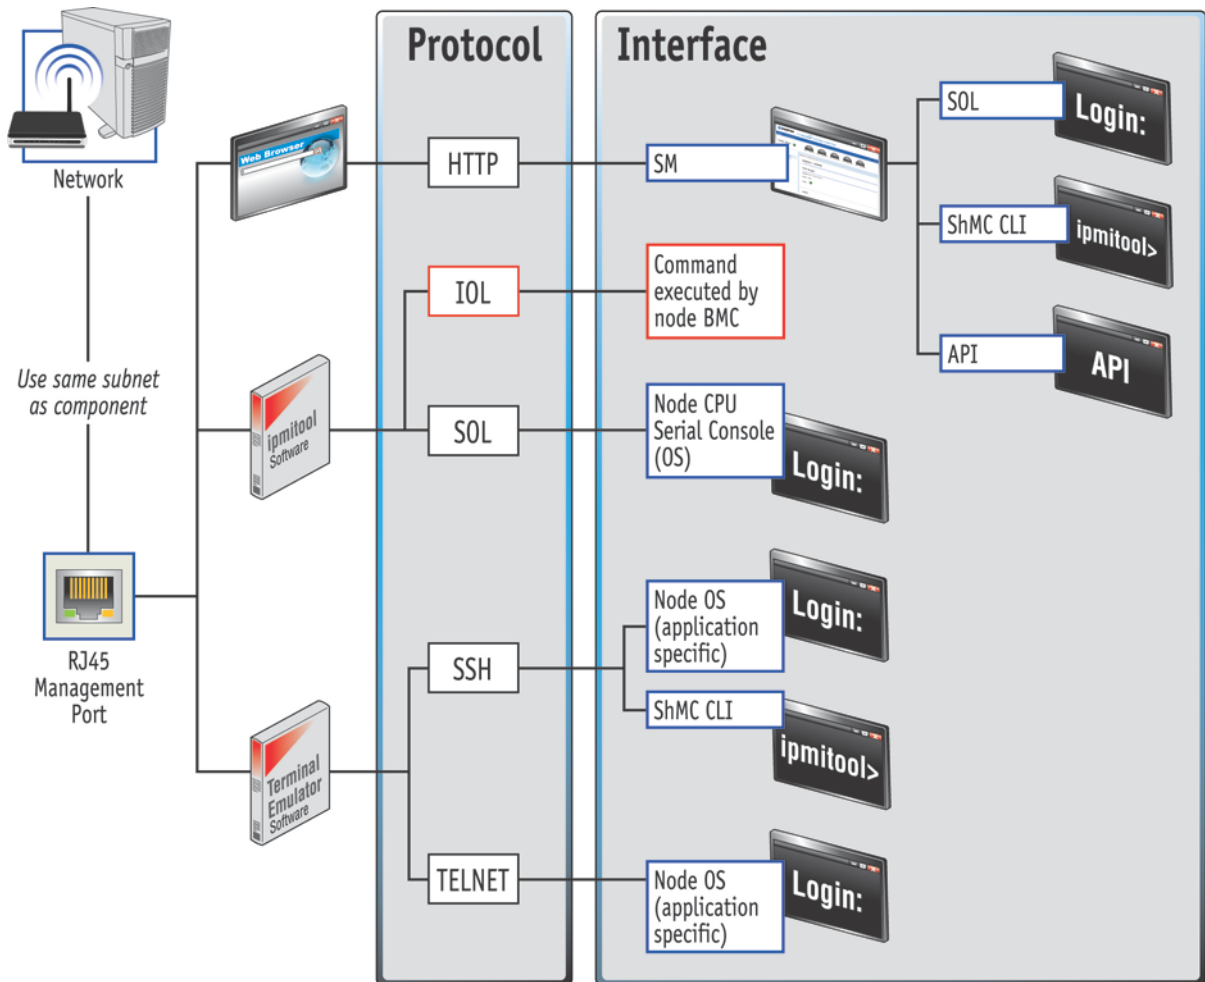 Protocol
Interface
Network
Use same subnet
as component
RJ45
Management
Port
Web Browser
ipmitool
Software
Terminal
Emulator
Software
HTTP
IOL
SOL
SSH
TELNET
SM
SOL
Login:
ShMC CLI
ipmitool>
API
API
Command
executed by
node BMC
Node CPU
Serial Console
(OS)
Login:
Node OS
(application
specific)
Login:
ShMC CLI
ipmitool>
Node OS
(application
specific)
Login: